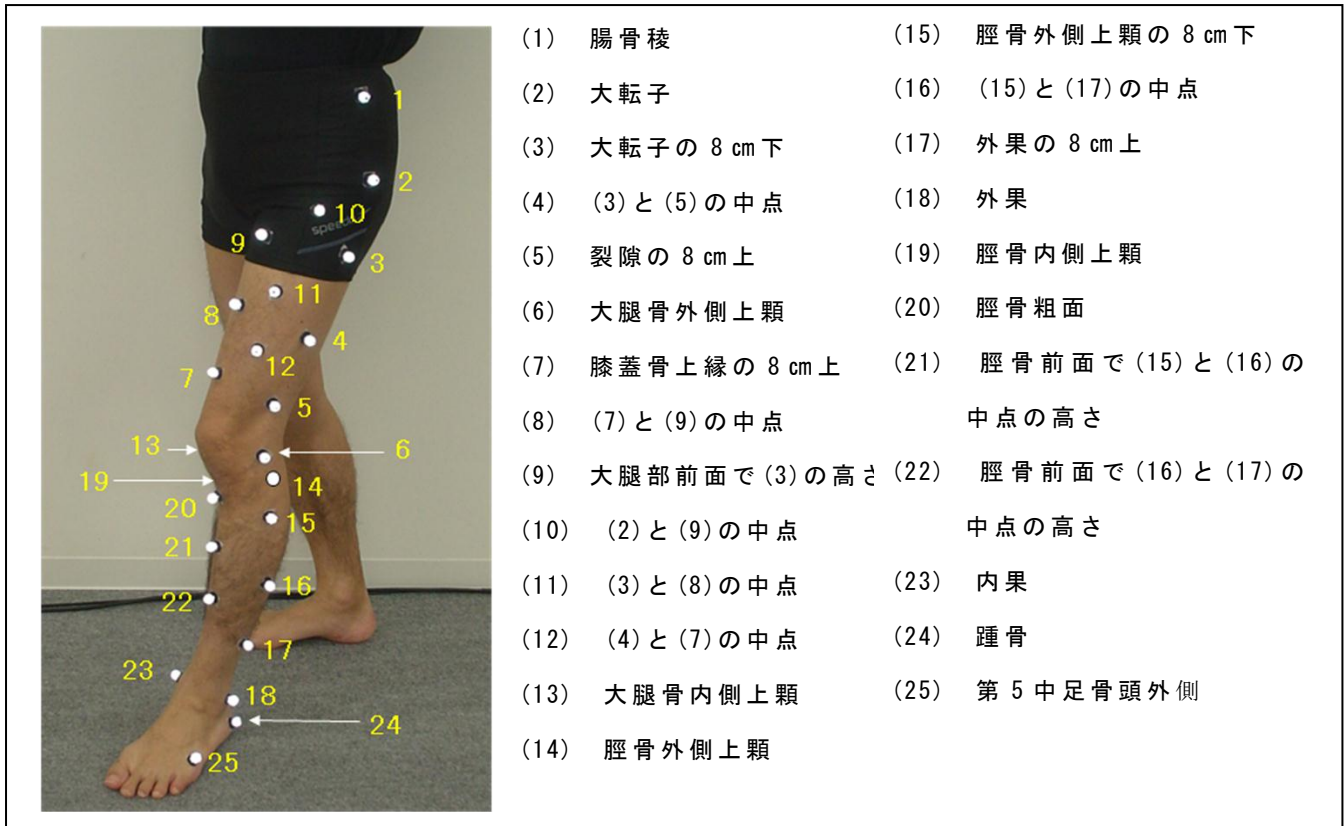 1
2
10
speedo
9
3
11
8
4
12
7
5
13
6
19
14
20
15
21
16
22
17
23
18
24
25
(1) 腸骨稜
(2) 大転子
(3) 大転子の 8 cm下
(4) (3)と(5)の中点
(5) 裂隙の 8 cm上
(6) 大腿骨外側上顆
(7) 膝蓋骨上縁の 8 cm上
(8) (7)と(9)の中点
(9) 大腿部前面で(3)の高さ
(10) (2)と(9)の中点
(11) (3)と(8)の中点
(12) (4)と(7)の中点
(13) 大腿骨内側上顆
(14) 脛骨外側上顆
(15) 脛骨外側上顆の 8 cm下
(16) (15)と(17)の中点
(17) 外果の 8 cm上
(18) 外果
(19) 脛骨内側上顆
(20) 脛骨粗面
(21) 脛骨前面で(15)と(16)の
中点の高さ
(22) 脛骨前面で(16)と(17)の
中点の高さ
(23) 内果
(24) 踵骨
(25) 第 5 中足骨頭外側